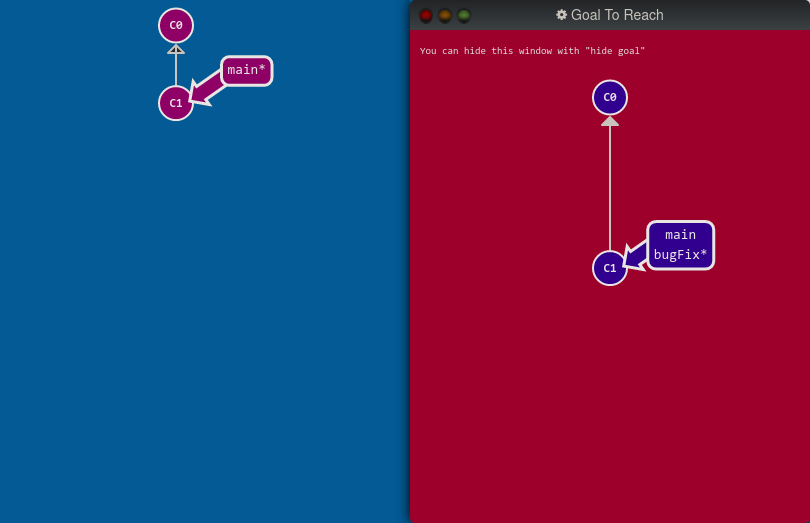 C0
main*
C1
Goal To Reach
You can hide this window with "hide goal"
C0
main
bugFix*
C1